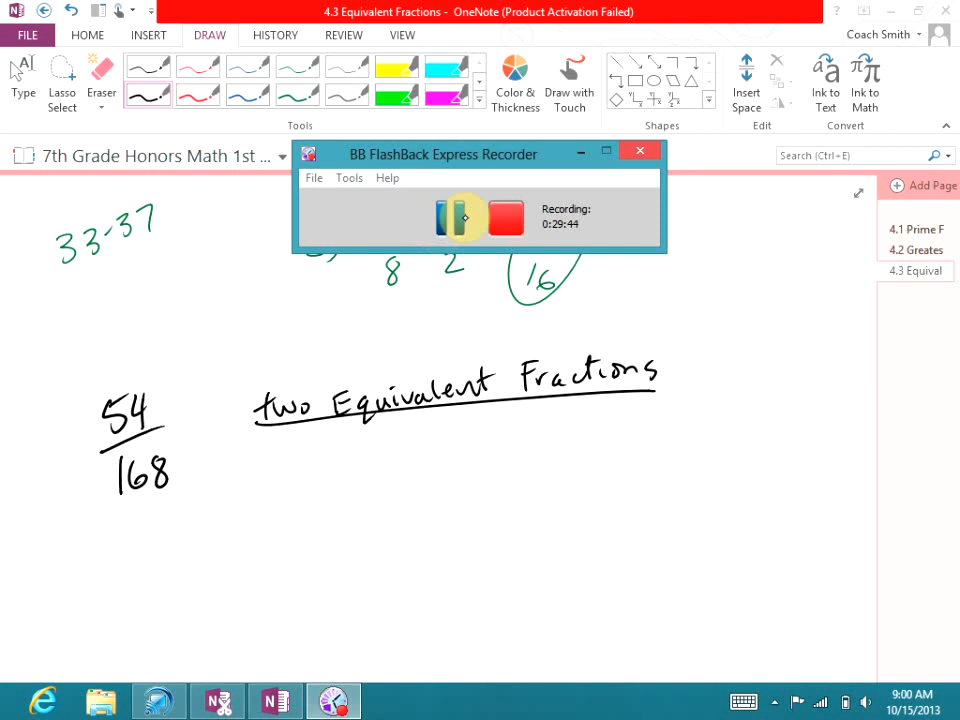 4.3 Equivalent Fractions - OneNote (Product Activation Failed)
FILE HOME INSERT DRAW HISTORY REVIEW VIEW Coach Smith
Type Lasso Select Eraser Color & Thickness Draw with Touch Insert Space Ink to Text Ink to Math
Tools Shapes Edit Convert
7th Grade Honors Math 1st ... Search (Ctrl+E)
Add Page
4.1 Prime F
4.2 Greates
4.3 Equival
BB FlashBack Express Recorder
File Tools Help
Recording:
0:29:44
33-37
8 2 16
54
168
two Equivalent Fractions
9:00 AM
10/15/2013